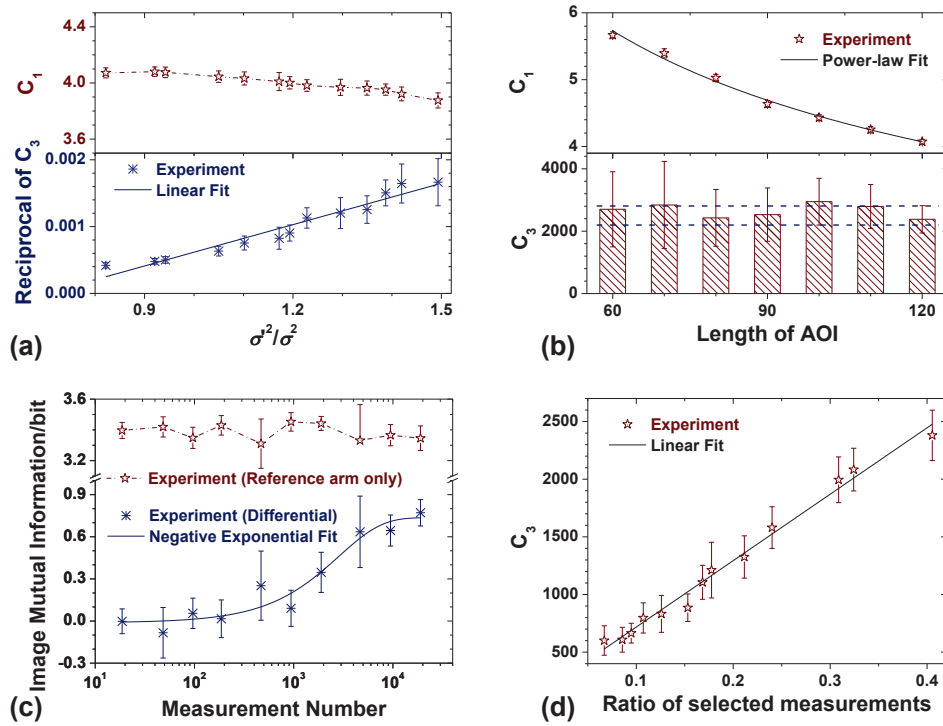 4.4
4.0
3.6
C1
0.002
0.001
0.000
Reciprocal of C3
Experiment
Linear Fit
0.9
1.2
1.5
σ'²/σ²
(a)
6
5
4
C1
Experiment
Power-law Fit
4000
2000
0
C3
60
90
120
Length of AOI
(b)
3.6
3.2
Experiment (Reference arm only)
0.9
0.6
0.3
0.0
-0.3
Experiment (Differential)
Negative Exponential Fit
Image Mutual Information/bit
10¹
10²
10³
10⁴
Measurement Number
(c)
2500
2000
1500
1000
500
C3
Experiment
Linear Fit
0.1
0.2
0.3
0.4
Ratio of selected measurements
(d)